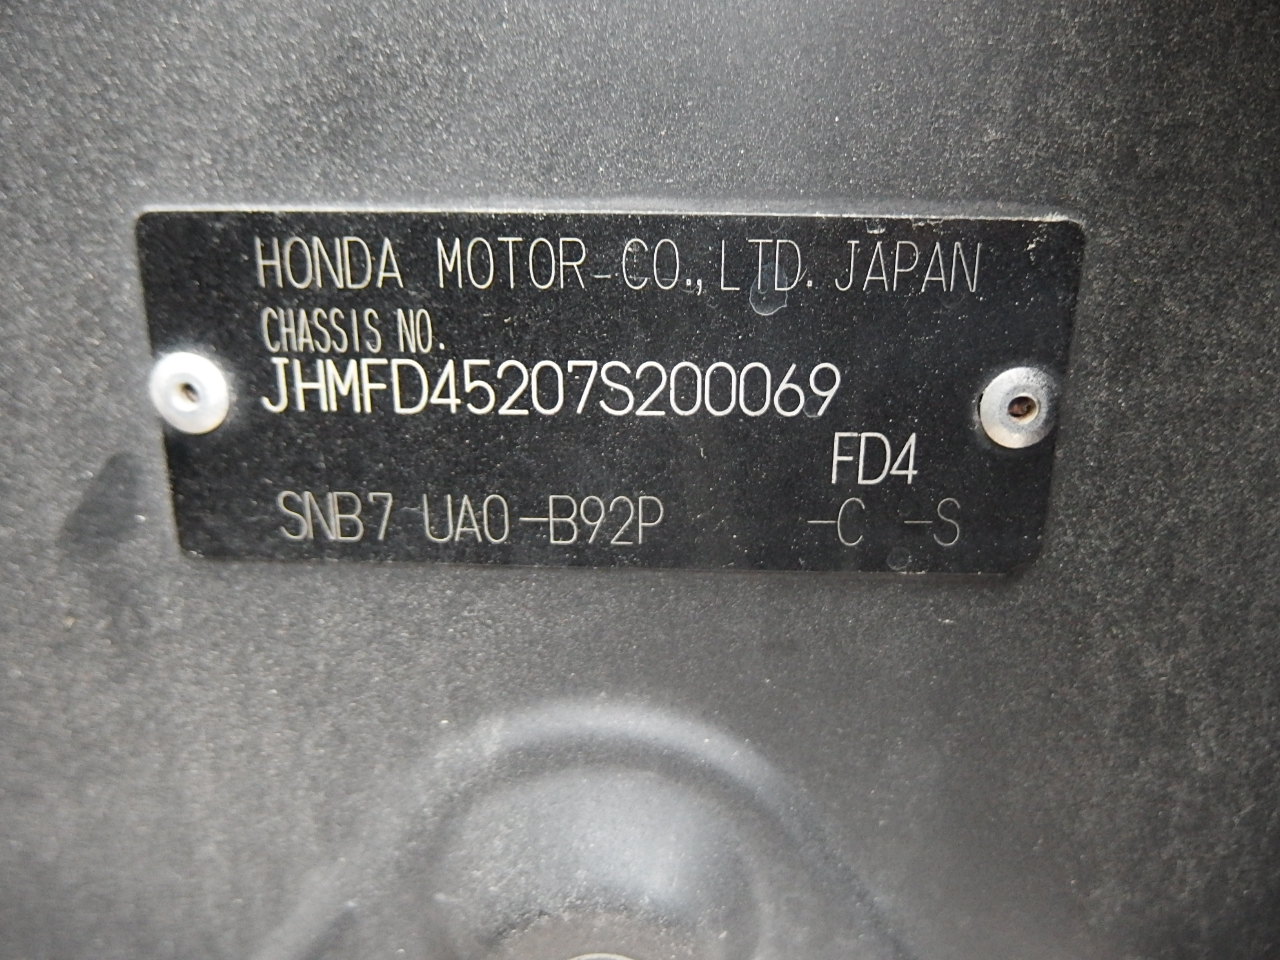 HONDA MOTOR CO., LTD. JAPAN
CHASSIS NO.
JHMFD45207S200069
FD4
SNB7 UA0-B92P -C -S